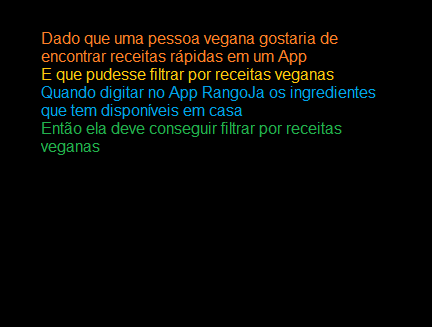 Dado que uma pessoa vegana gostaria de
encontrar receitas rápidas em um App
E que pudesse filtrar por receitas veganas
Quando digitar no App RangoJa os ingredientes
que tem disponíveis em casa
Então ela deve conseguir filtrar por receitas
veganas